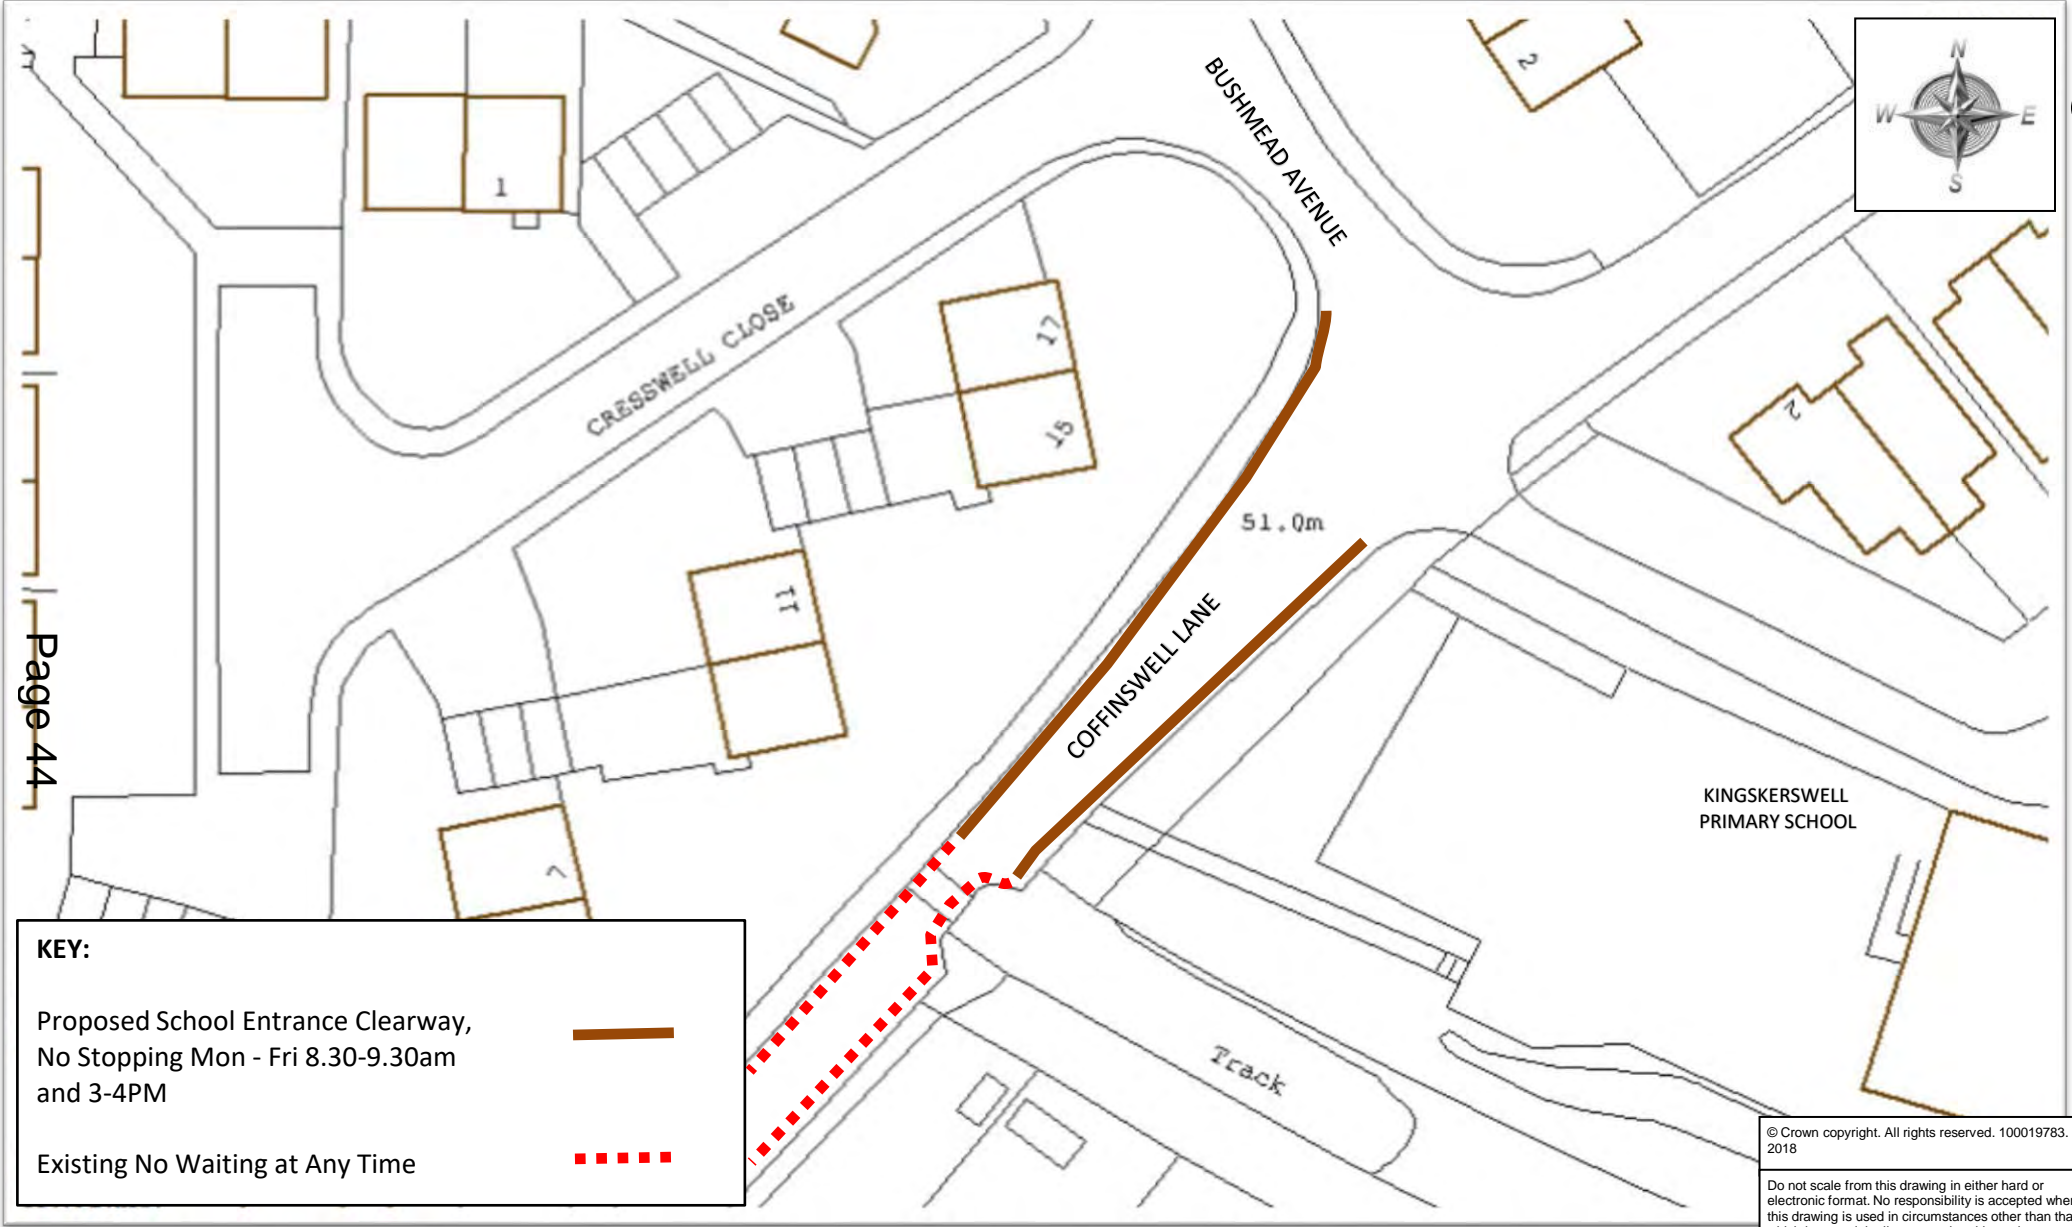 BUSHMEAD AVENUE
2
N
W
E
S
1
CRESSWELL CLOSE
17
15
2
51.0m
11
COFFINSWELL LANE
Page 44
KINGSKERSWELL
PRIMARY SCHOOL
7
KEY:
Proposed School Entrance Clearway,
No Stopping Mon - Fri 8.30-9.30am
and 3-4PM
Existing No Waiting at Any Time
Track
© Crown copyright. All rights reserved. 100019783.
2018
Do not scale from this drawing in either hard or
electronic format. No responsibility is accepted
this drawing is used in circumstances other than